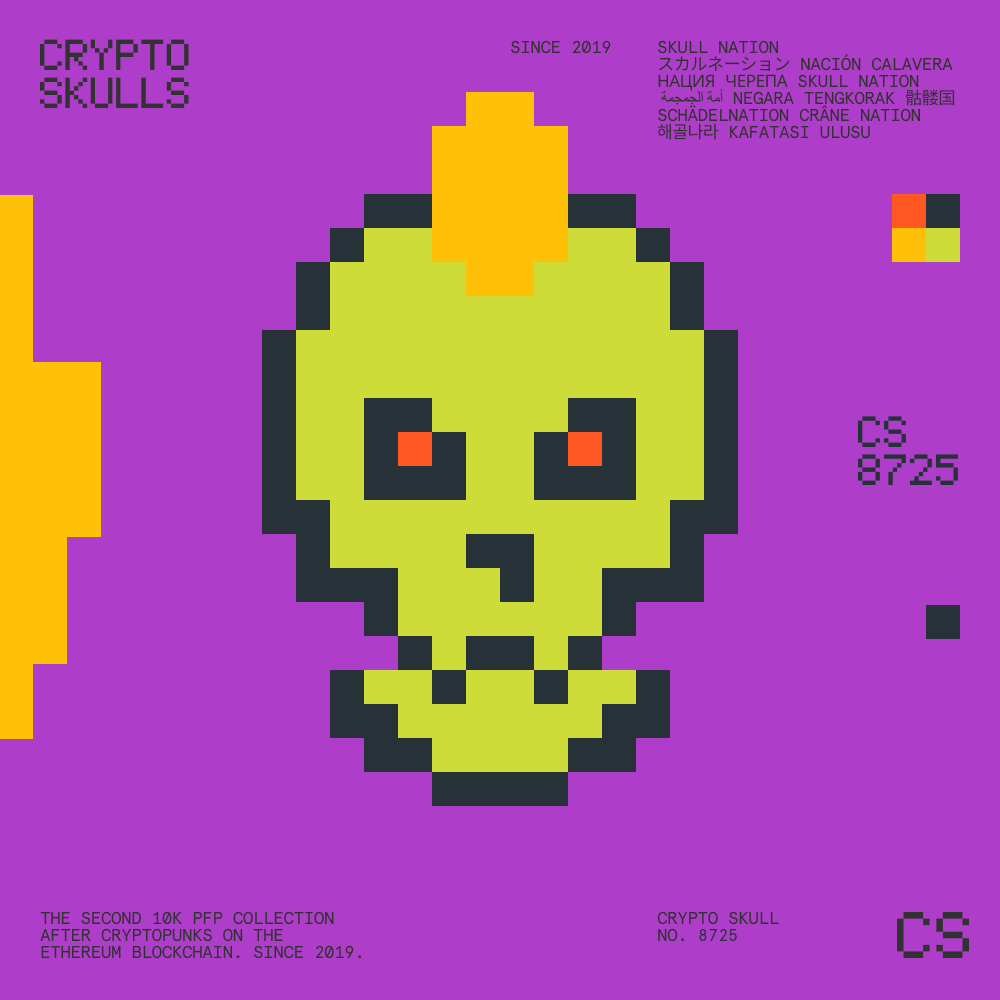 CRYPTO
SKULLS
SINCE 2019
SKULL NATION
スカルネーション NACIÓN CALAVERA
НАЦИЯ ЧЕРЕПА SKULL NATION
أمة الجمجمة NEGARA TENGKORAK 骷髅国
SCHÄDELNATION CRÂNE NATION
해골나라 KAFATASI ULUSU
CS
8725
THE SECOND 10K PFP COLLECTION
AFTER CRYPTOPUNKS ON THE
ETHEREUM BLOCKCHAIN. SINCE 2019.
CRYPTO SKULL
NO. 8725
CS